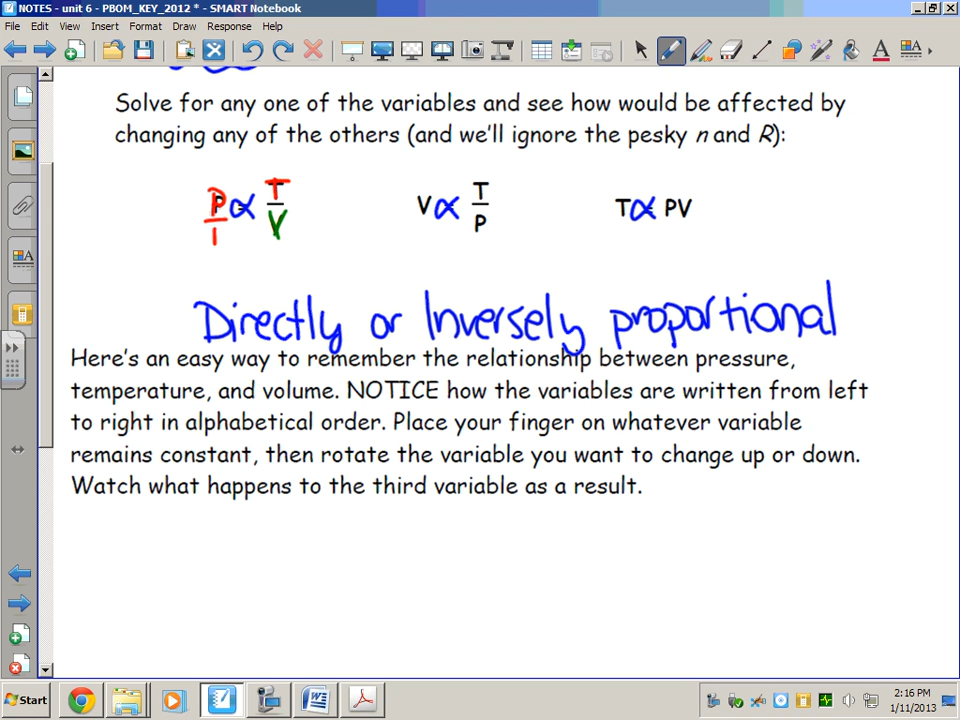 NOTES - unit 6 - PBOM_KEY_2012 * - SMART Notebook
File Edit View Insert Format Draw Response Help
Solve for any one of the variables and see how would be affected by
changing any of the others (and we'll ignore the pesky n and R):
P/1 ∝ T/V V ∝ T/P T ∝ PV
Directly or Inversely proportional
Here's an easy way to remember the relationship between pressure,
temperature, and volume. NOTICE how the variables are written from left
to right in alphabetical order. Place your finger on whatever variable
remains constant, then rotate the variable you want to change up or down.
Watch what happens to the third variable as a result.
Start
2:16 PM
1/11/2013